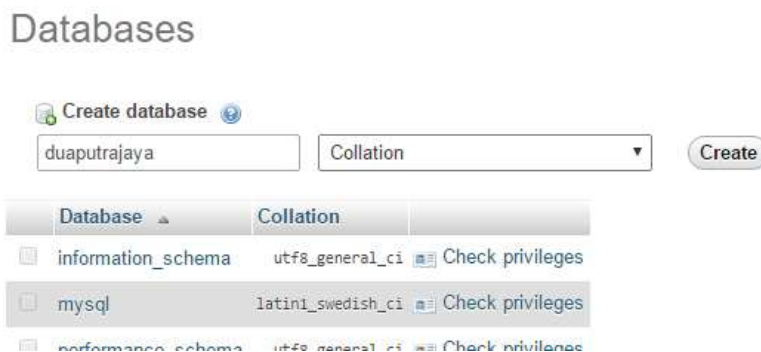 Databases
Create database
duaputrajaya Collation Create
Database Collation
information_schema utf8_general_ci Check privileges
mysql latin1_swedish_ci Check privileges
performance_schema utf8_general_ci Check privileges